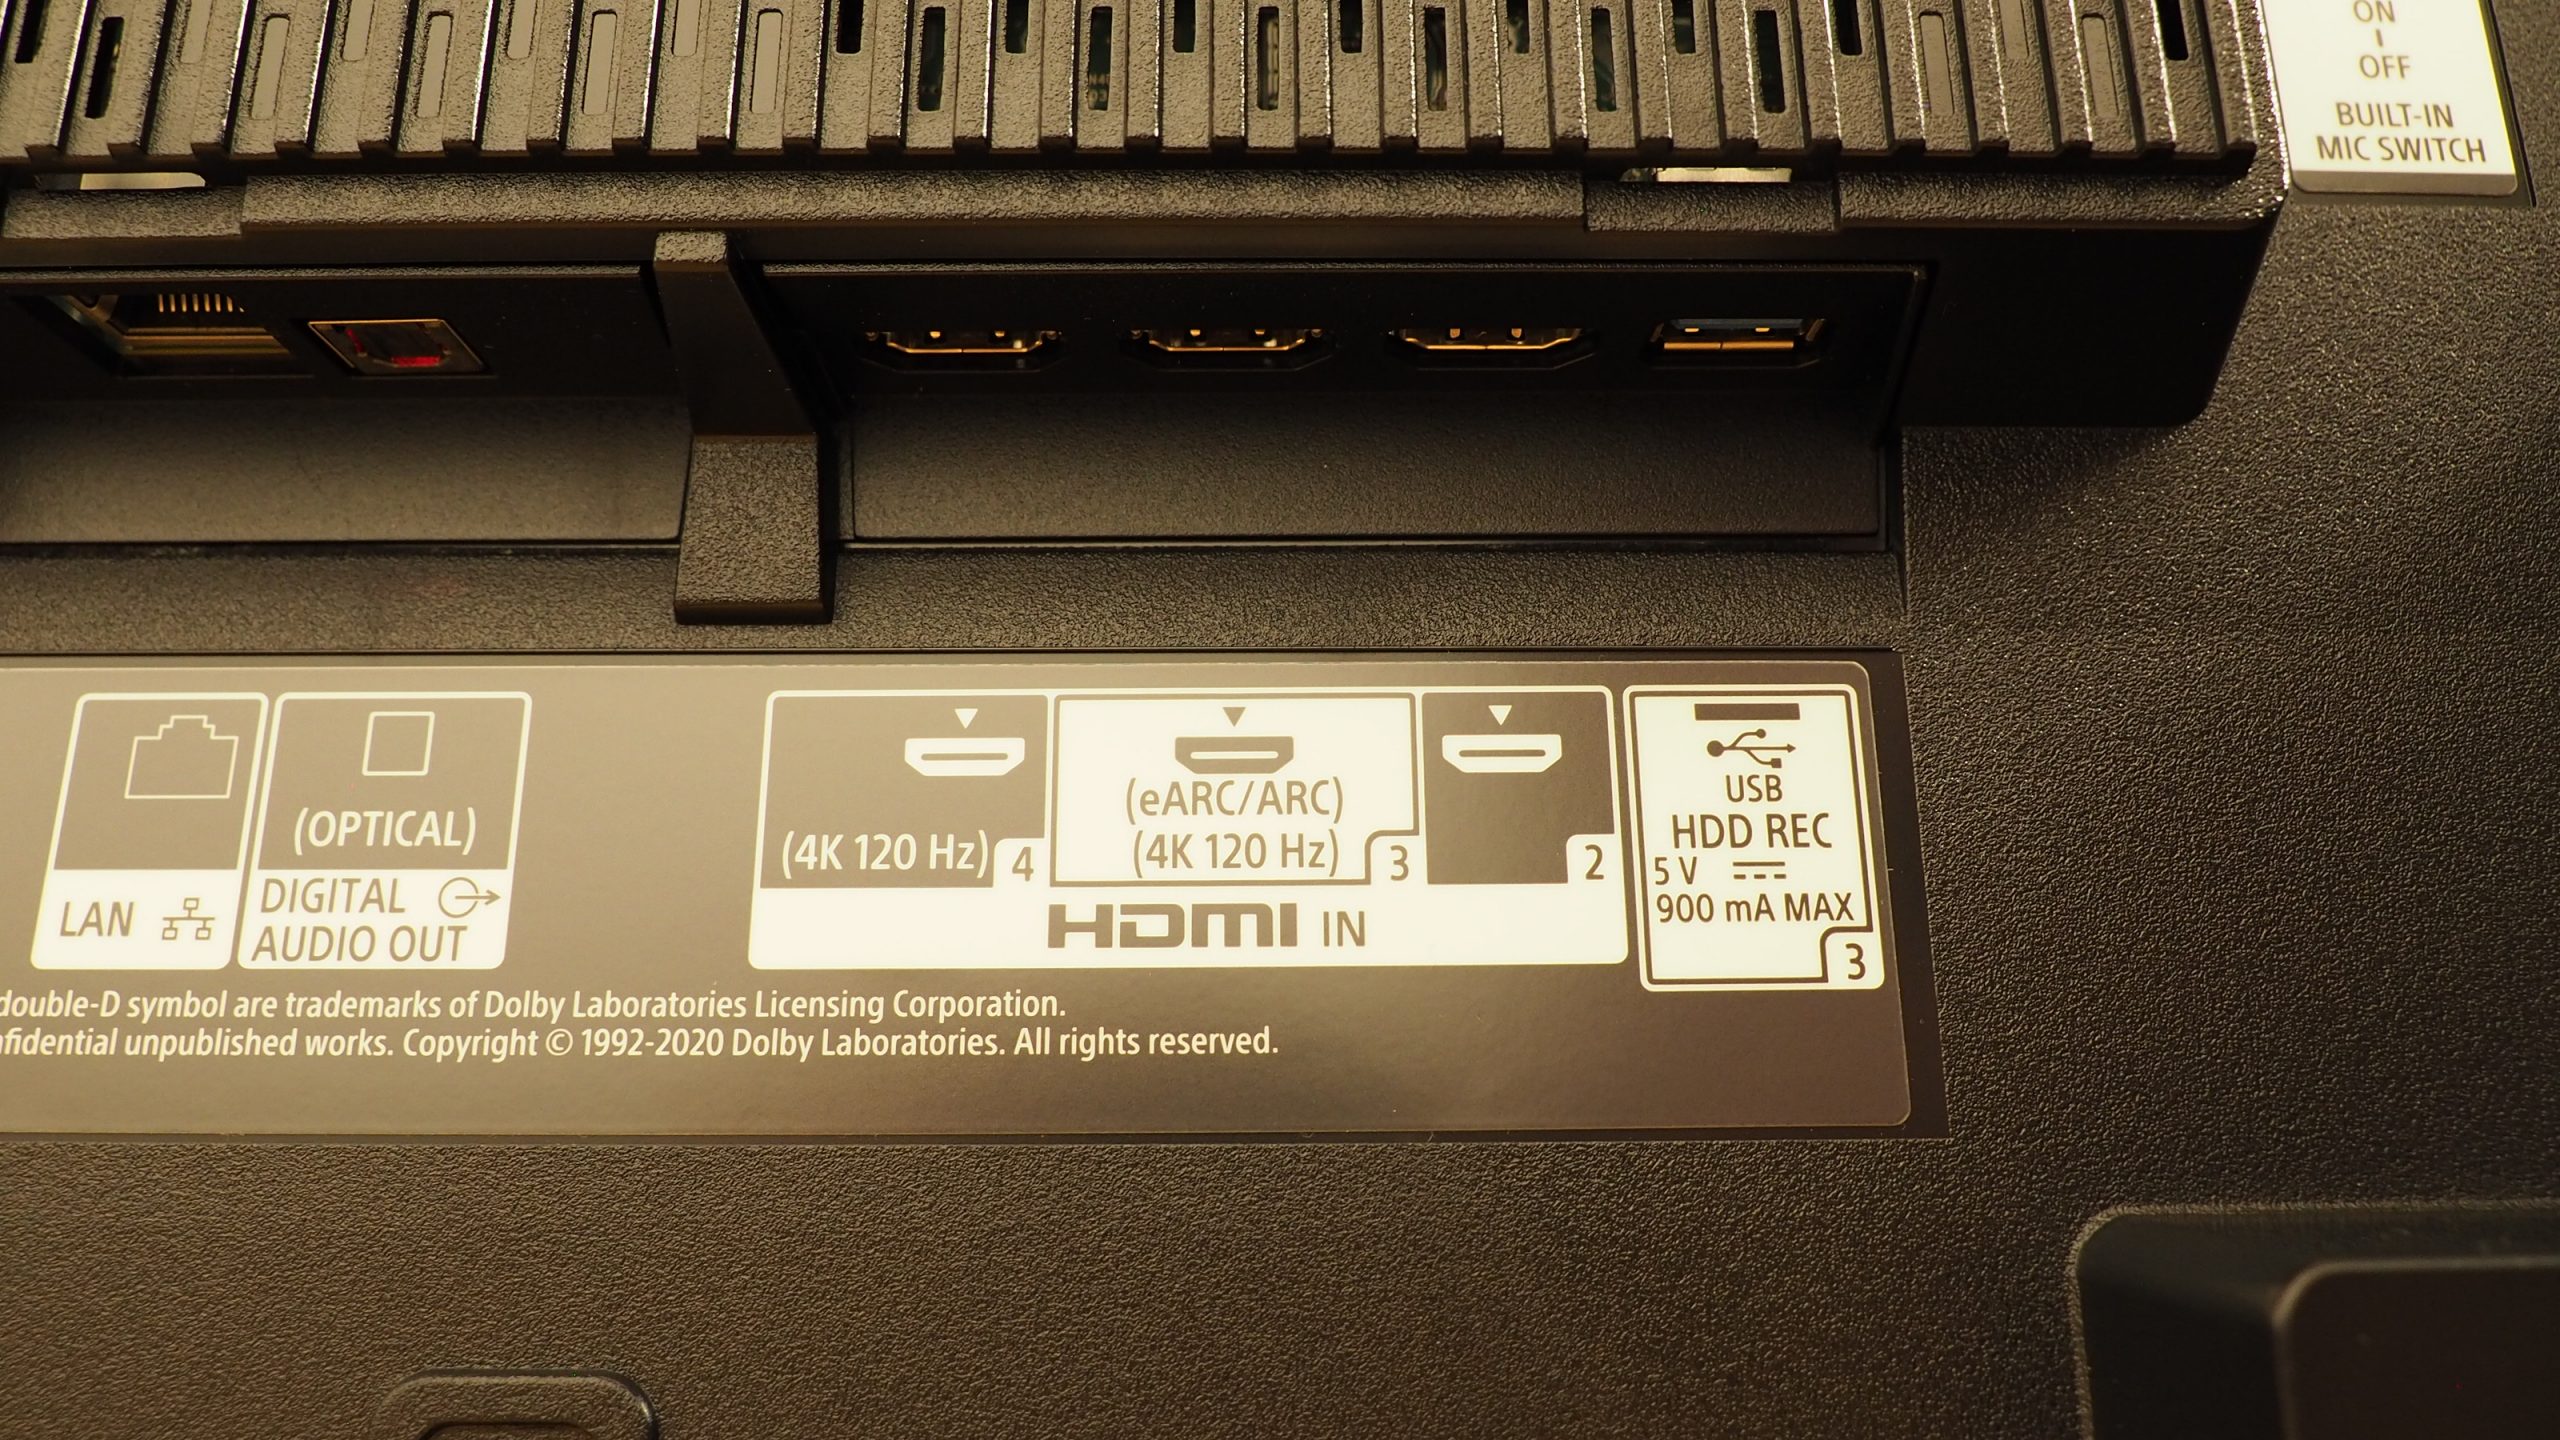 ON
OFF
BUILT-IN
MIC SWITCH
(OPTICAL)
LAN
DIGITAL
AUDIO OUT
(4K 120 Hz) 4
(eARC/ARC)
(4K 120 Hz) 3
2
HDMI IN
USB
HDD REC
5 V
900 mA MAX
3
double-D symbol are trademarks of Dolby Laboratories Licensing Corporation.
unpublished works. Copyright © 1992-2020 Dolby Laboratories. All rights reserved.